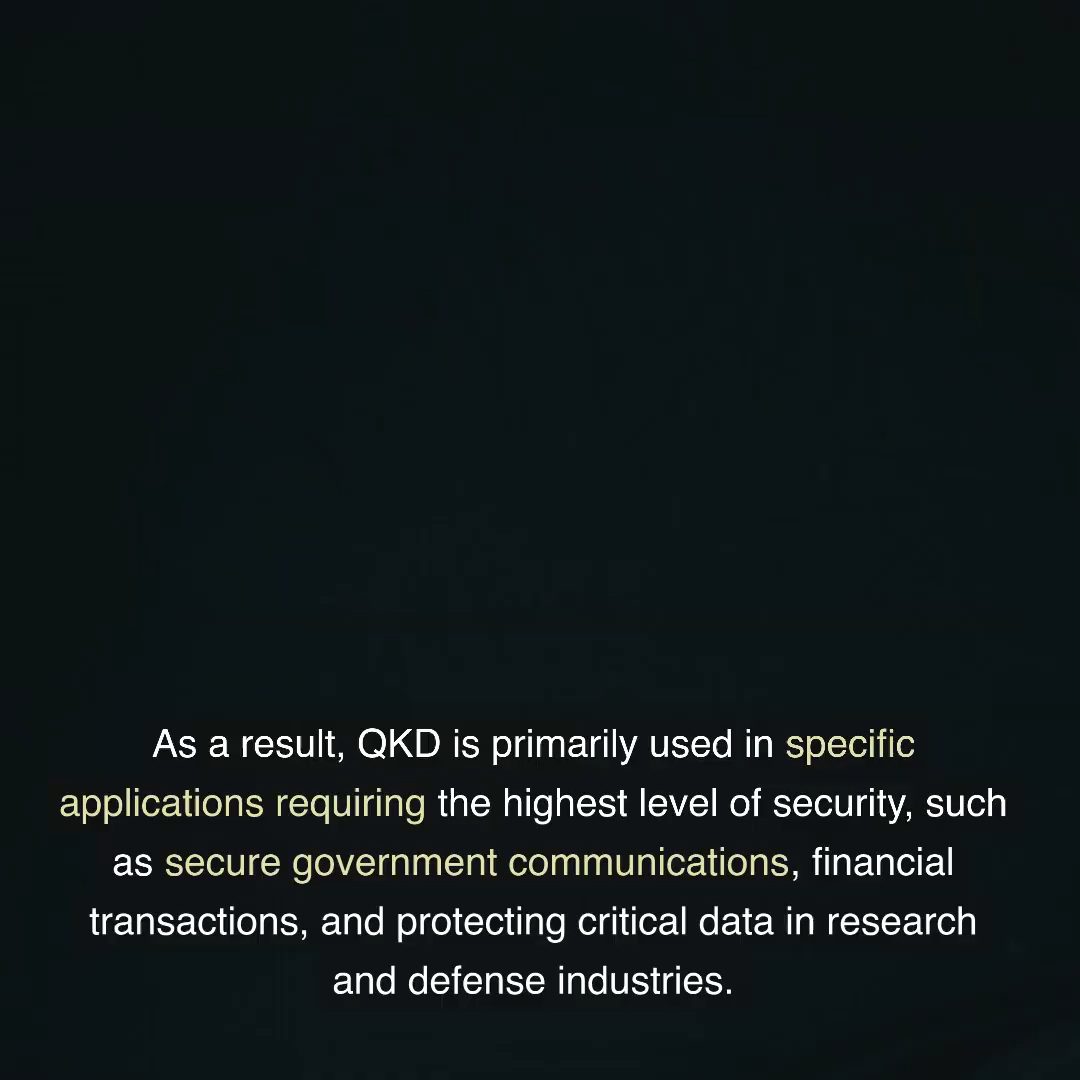 As a result, QKD is primarily used in specific
applications requiring the highest level of security, such
as secure government communications, financial
transactions, and protecting critical data in research
and defense industries.